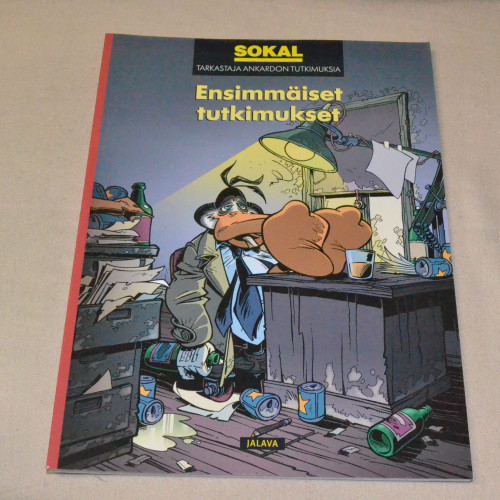 SOKAL
TARKASTAJA ANKARDON TUTKIMUKSIA
Ensimmäiset
tutkimukset
JALAVA